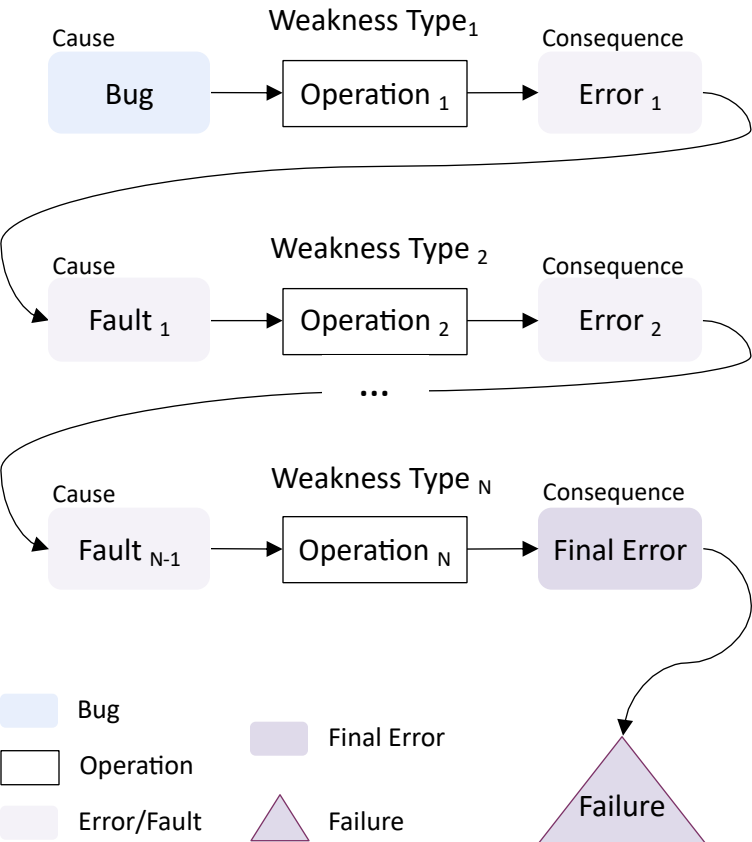 Weakness Type1
Cause
Consequence
Bug
Operation 1
Error 1
Weakness Type 2
Cause
Consequence
Fault 1
Operation 2
Error 2
...
Weakness Type N
Cause
Consequence
Fault N-1
Operation N
Final Error
Bug
Operation
Error/Fault
Final Error
Failure
Failure